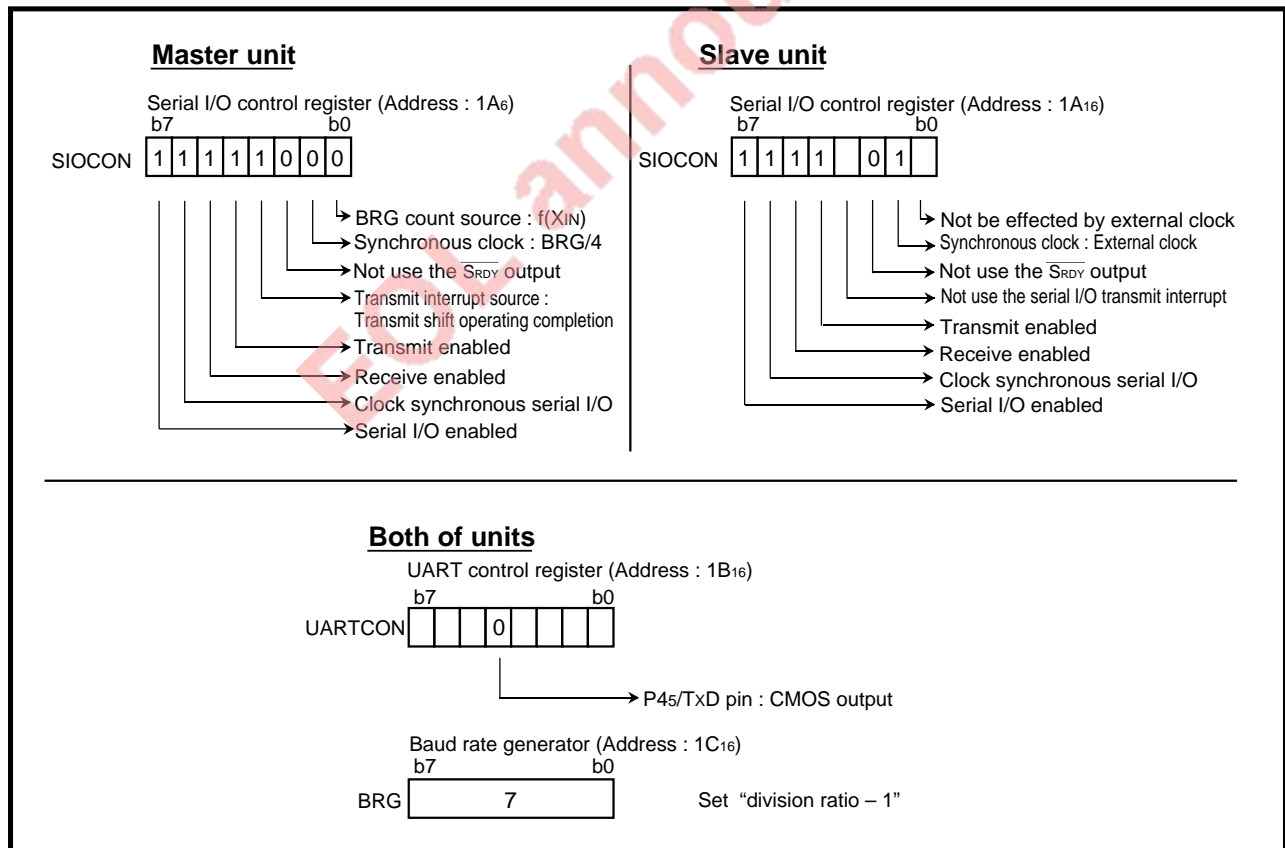 Master unit
Serial I/O control register (Address : 1A6)
b7 b0
SIOCON 1 1 1 1 1 0 0 0
BRG count source : f(XIN)
Synchronous clock : BRG/4
Not use the SRDY output
Transmit interrupt source :
Transmit shift operating completion
Transmit enabled
Receive enabled
Clock synchronous serial I/O
Serial I/O enabled
Slave unit
Serial I/O control register (Address : 1A16)
b7 b0
SIOCON 1 1 1 1 0 1
Not be effected by external clock
Synchronous clock : External clock
Not use the SRDY output
Not use the serial I/O transmit interrupt
Transmit enabled
Receive enabled
Clock synchronous serial I/O
Serial I/O enabled
Both of units
UART control register (Address : 1B16)
b7 b0
UARTCON 0
P45/TxD pin : CMOS output
Baud rate generator (Address : 1C16)
b7 b0
BRG 7 Set “division ratio – 1”
EOL